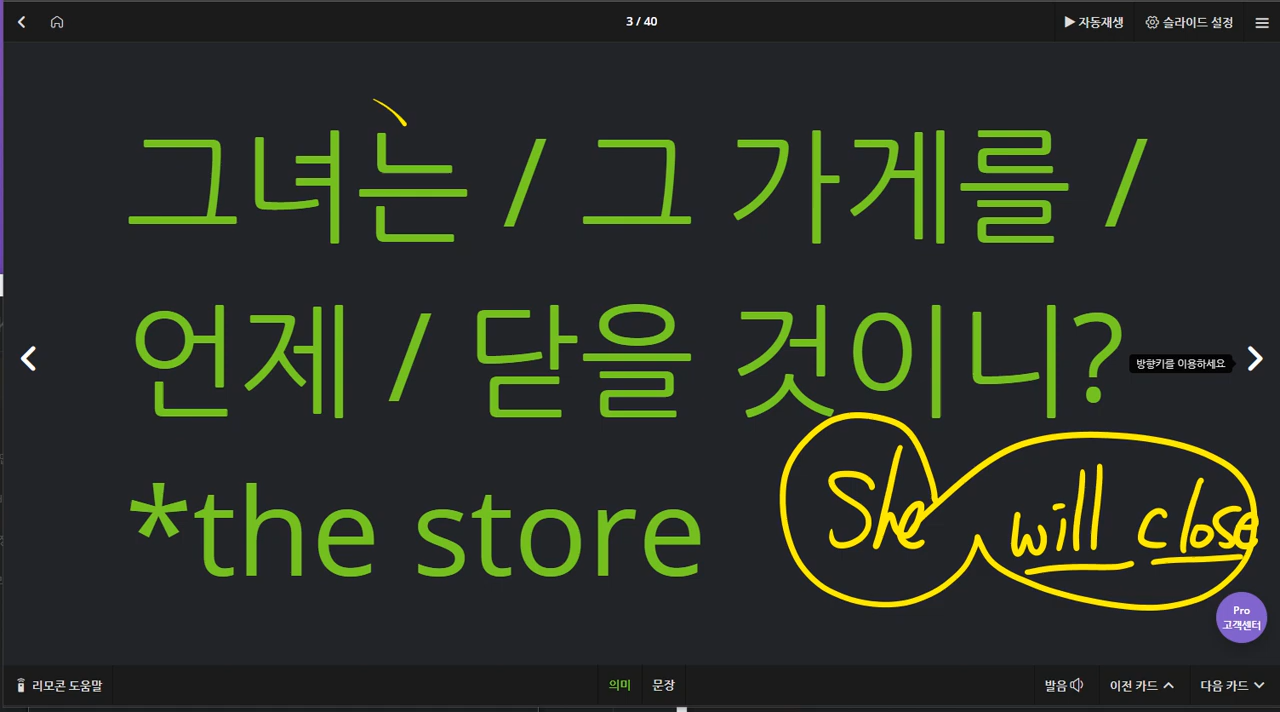 3 / 40
자동재생
슬라이드 설정
그녀는 / 그 가게를 /
언제 / 닫을 것이니?
방향키를 이용하세요
*the store
She will close
Pro
고객센터
리모콘 도움말
의미
문장
발음
이전 카드
다음 카드